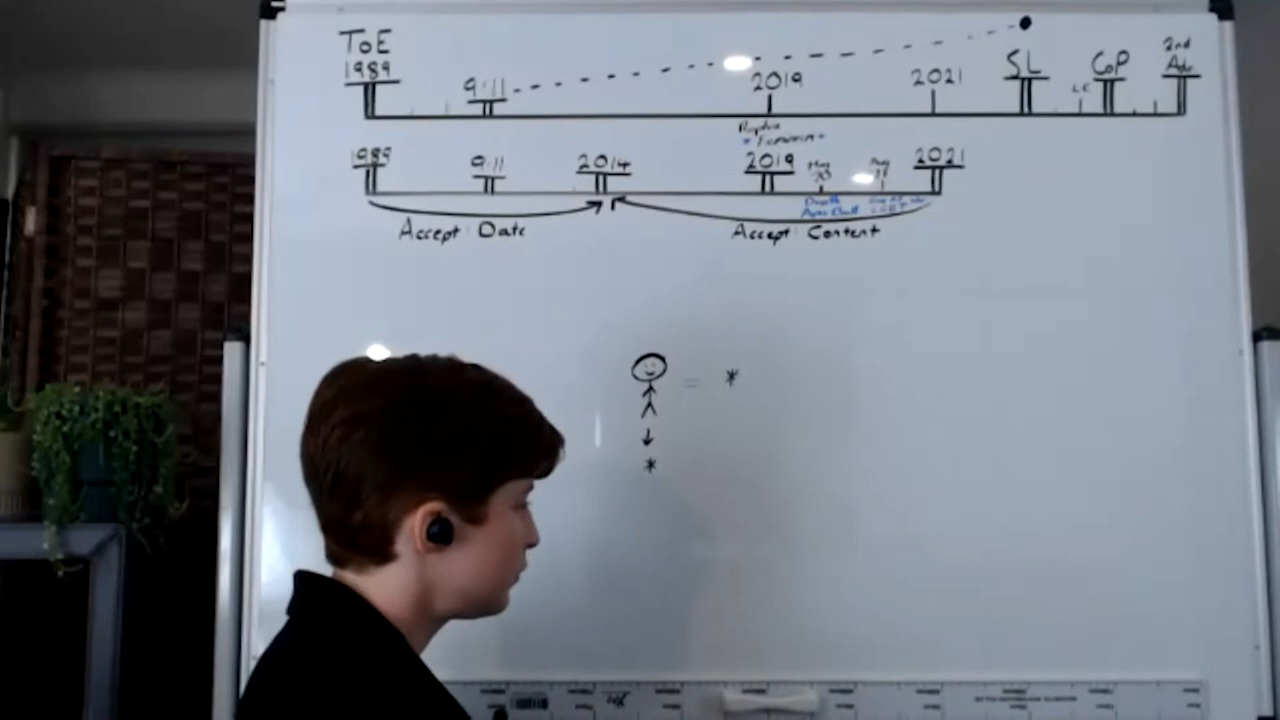 ToE
1989 9·11 2019 2021 SL LC CoP 2nd Adv.
1989 9·11 2014 2019 2021
Accept Date Accept Content
= *
*